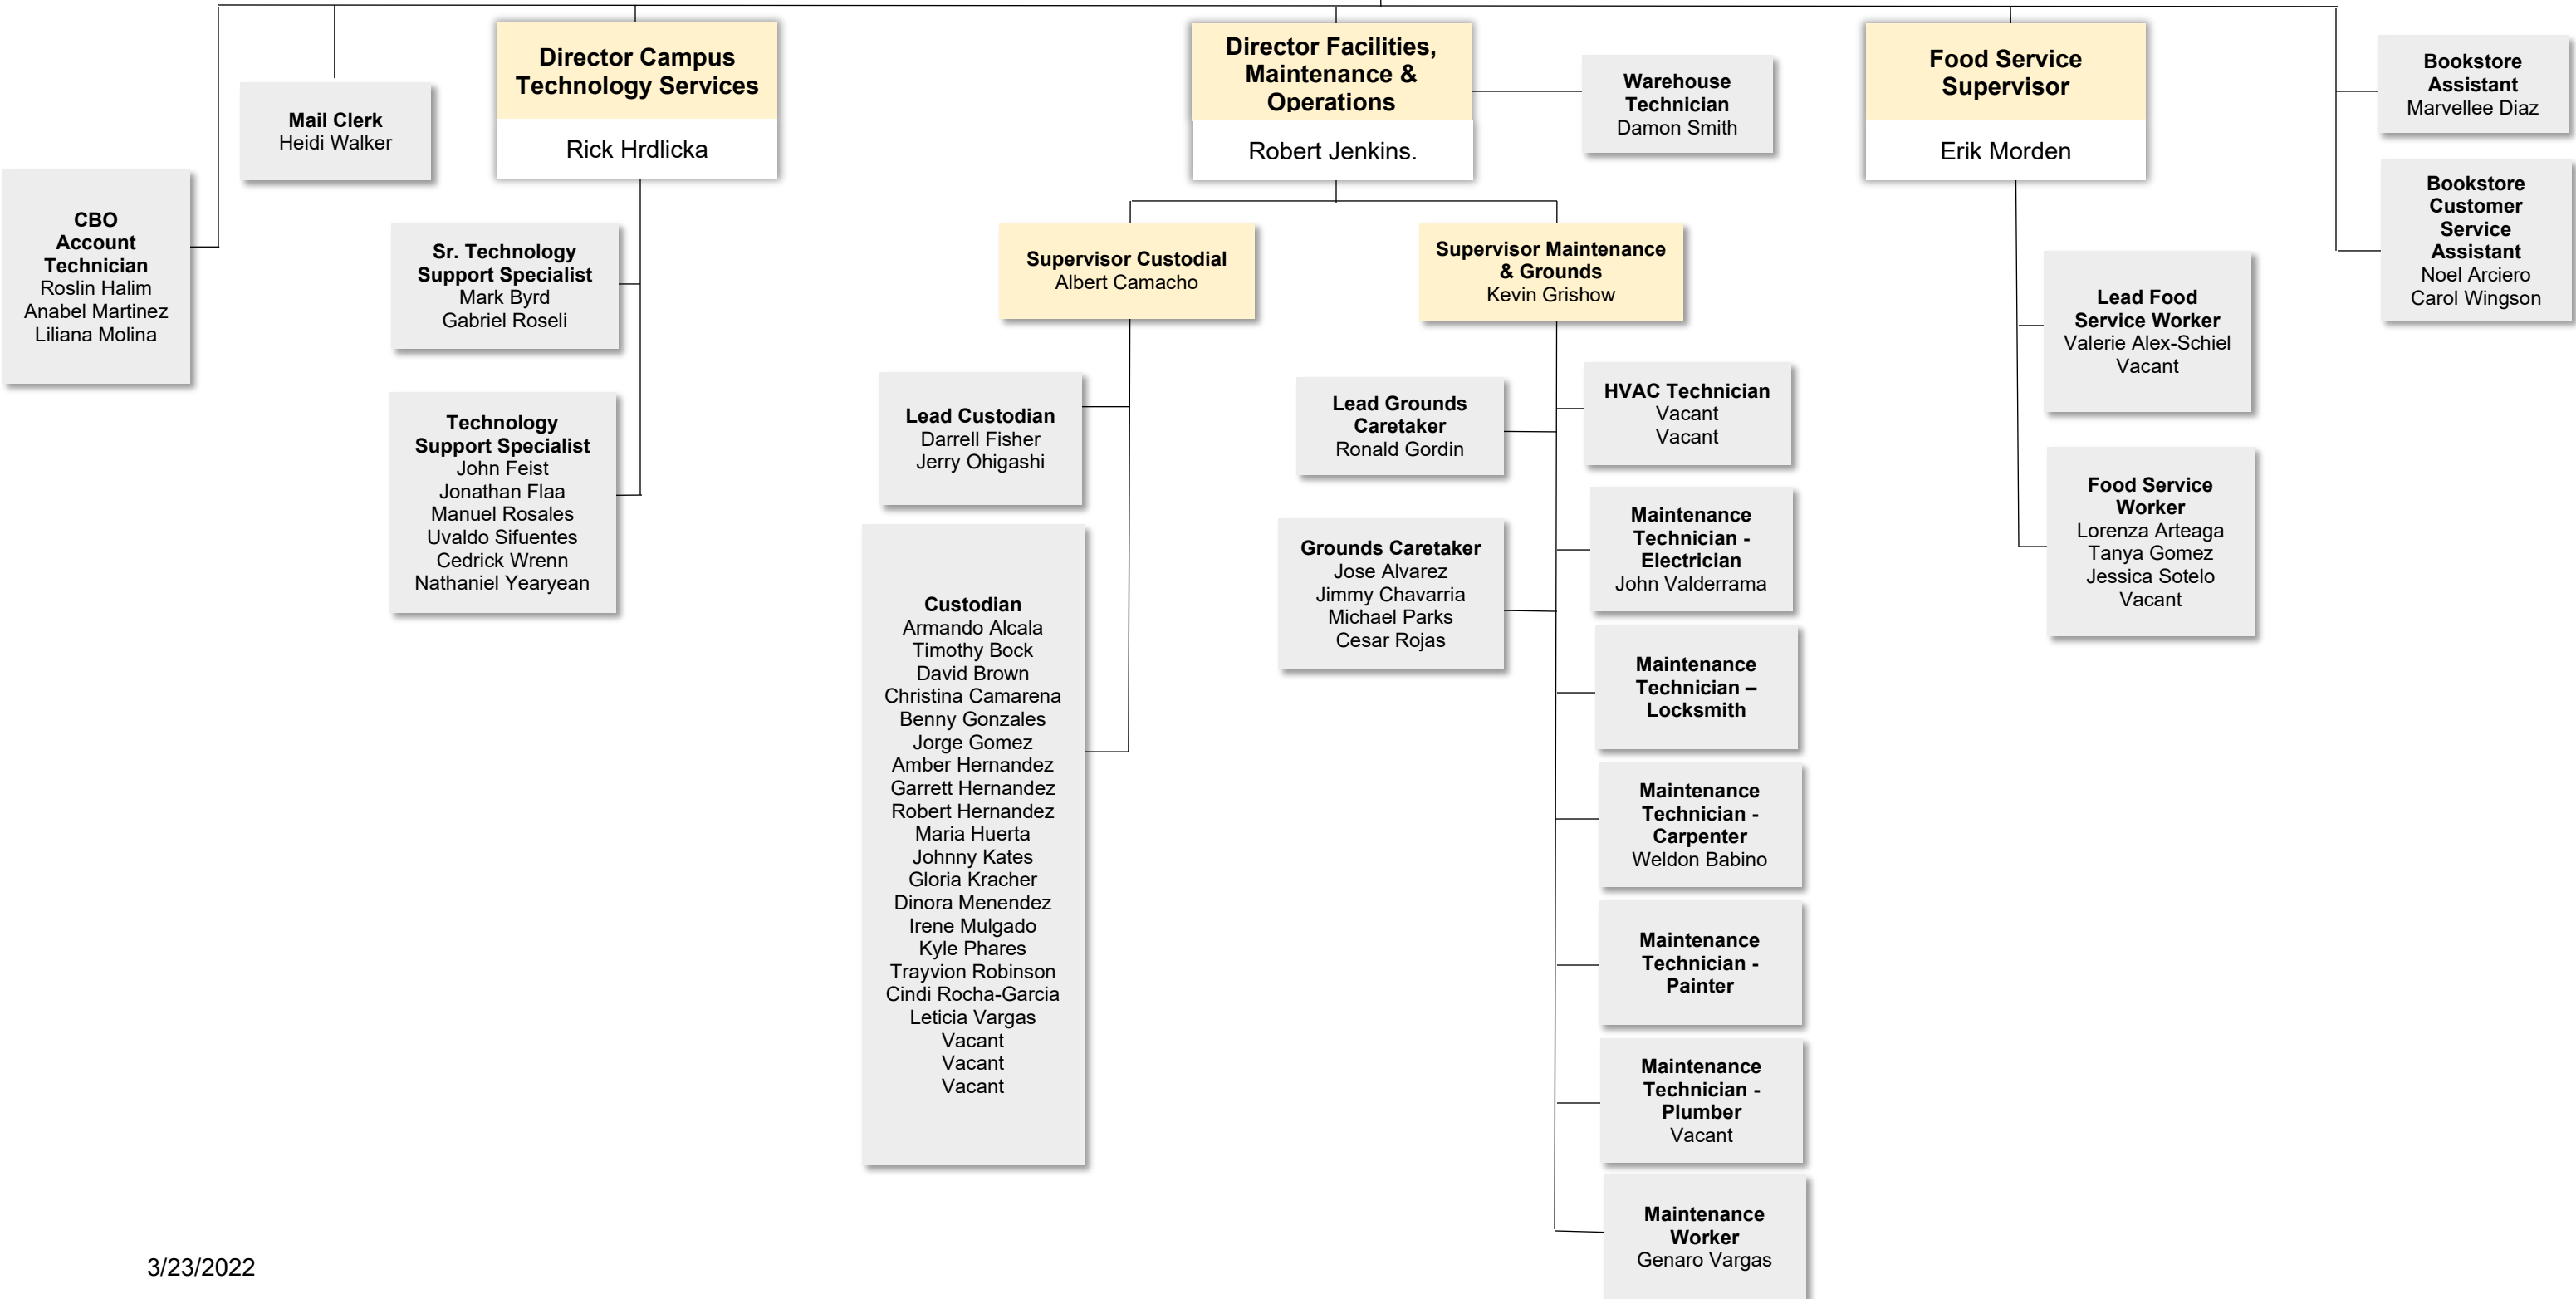 CBO
Account
Technician
Roslin Halim
Anabel Martinez
Liliana Molina
Mail Clerk
Heidi Walker
Director Campus
Technology Services
Rick Hrdlicka
Sr. Technology
Support Specialist
Mark Byrd
Gabriel Roseli
Technology
Support Specialist
John Feist
Jonathan Flaa
Manuel Rosales
Uvaldo Sifuentes
Cedrick Wrenn
Nathaniel Yearyean
Director Facilities,
Maintenance &
Operations
Robert Jenkins.
Warehouse
Technician
Damon Smith
Supervisor Custodial
Albert Camacho
Lead Custodian
Darrell Fisher
Jerry Ohigashi
Custodian
Armando Alcala
Timothy Bock
David Brown
Christina Camarena
Benny Gonzales
Jorge Gomez
Amber Hernandez
Garrett Hernandez
Robert Hernandez
Maria Huerta
Johnny Kates
Gloria Kracher
Dinora Menendez
Irene Mulgado
Kyle Phares
Trayvion Robinson
Cindi Rocha-Garcia
Leticia Vargas
Vacant
Vacant
Vacant
Supervisor Maintenance
& Grounds
Kevin Grishow
Lead Grounds
Caretaker
Ronald Gordin
Grounds Caretaker
Jose Alvarez
Jimmy Chavarria
Michael Parks
Cesar Rojas
HVAC Technician
Vacant
Vacant
Maintenance
Technician -
Electrician
John Valderrama
Maintenance
Technician –
Locksmith
Maintenance
Technician -
Carpenter
Weldon Babino
Maintenance
Technician -
Painter
Maintenance
Technician -
Plumber
Vacant
Maintenance
Worker
Genaro Vargas
Food Service
Supervisor
Erik Morden
Lead Food
Service Worker
Valerie Alex-Schiel
Vacant
Food Service
Worker
Lorenza Arteaga
Tanya Gomez
Jessica Sotelo
Vacant
Bookstore
Assistant
Marvellee Diaz
Bookstore
Customer
Service
Assistant
Noel Arciero
Carol Wingson
3/23/2022